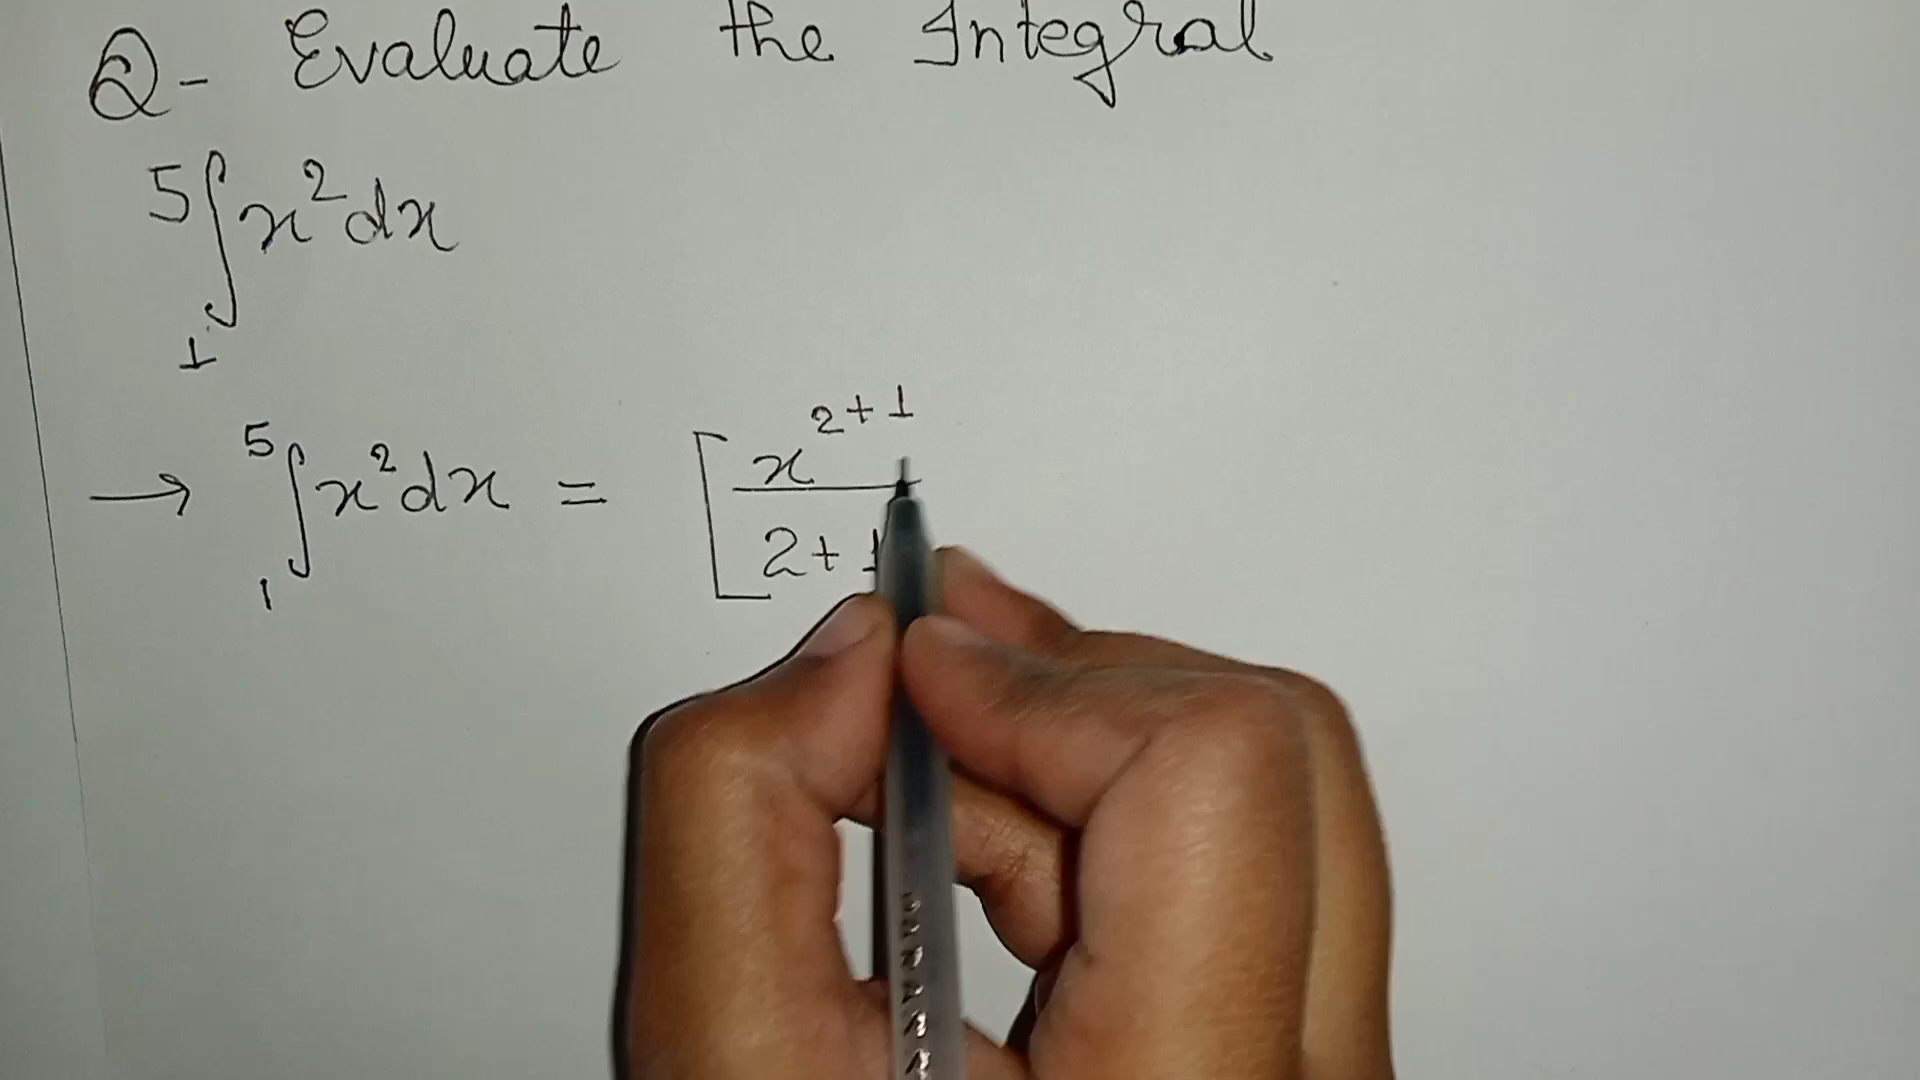 Q- Evaluate the Integral
5∫1 x²dx
→ 5∫1 x²dx = [x^2+1 / 2+1